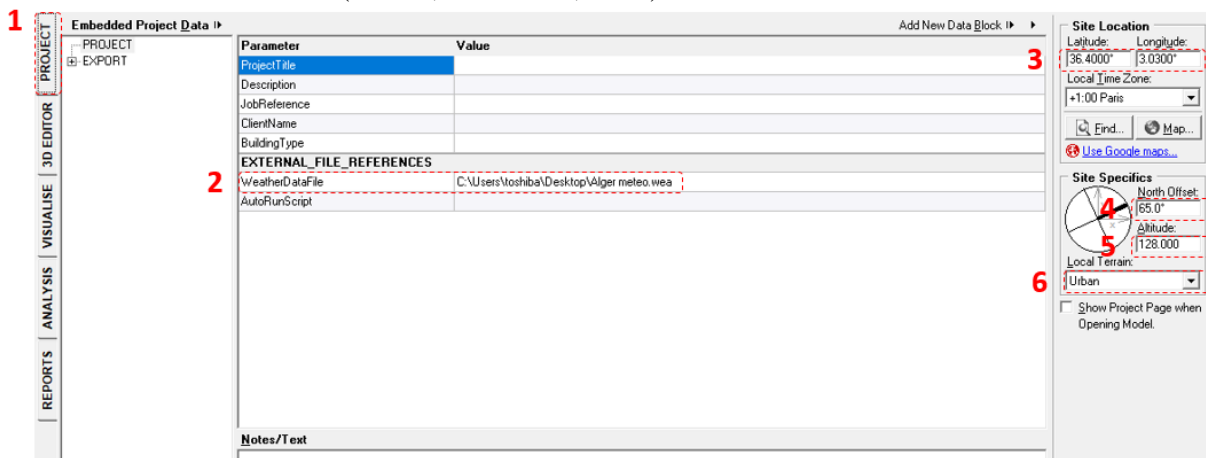 1
PROJECT
3D EDITOR
VISUALISE
ANALYSIS
REPORTS
Embedded Project Data
PROJECT
EXPORT
Add New Data Block
Parameter Value
ProjectTitle
Description
JobReference
ClientName
BuildingType
EXTERNAL_FILE_REFERENCES
2
WeatherDataFile C:\Users\toshiba\Desktop\Alger meteo.wea
AutoRunScript
Notes/Text
Site Location
Latitude: Longitude:
3
36.4000° 3.0300°
Local Time Zone:
+1:00 Paris
Find... Map...
Use Google maps...
Site Specifics
North Offset:
4
65.0°
Altitude:
5
128.000
Local Terrain:
6
Urban
Show Project Page when
Opening Model.